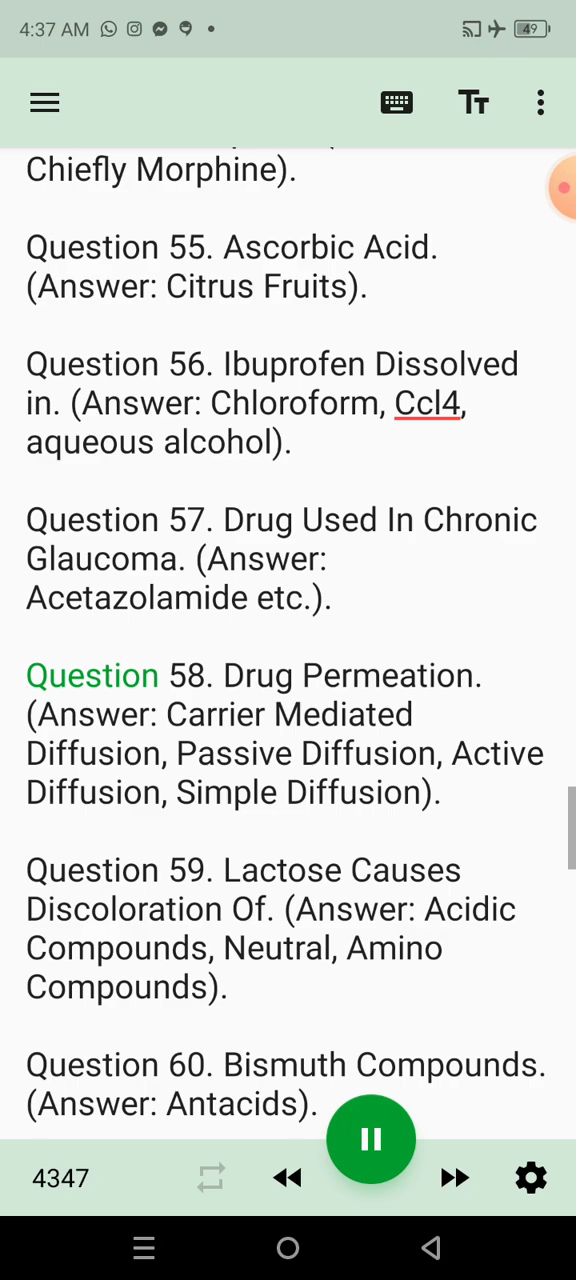 4:37 AM
49
Chiefly Morphine).
Question 55. Ascorbic Acid.
(Answer: Citrus Fruits).
Question 56. Ibuprofen Dissolved
in. (Answer: Chloroform, Ccl4,
aqueous alcohol).
Question 57. Drug Used In Chronic
Glaucoma. (Answer:
Acetazolamide etc.).
Question 58. Drug Permeation.
(Answer: Carrier Mediated
Diffusion, Passive Diffusion, Active
Diffusion, Simple Diffusion).
Question 59. Lactose Causes
Discoloration Of. (Answer: Acidic
Compounds, Neutral, Amino
Compounds).
Question 60. Bismuth Compounds.
(Answer: Antacids).
4347